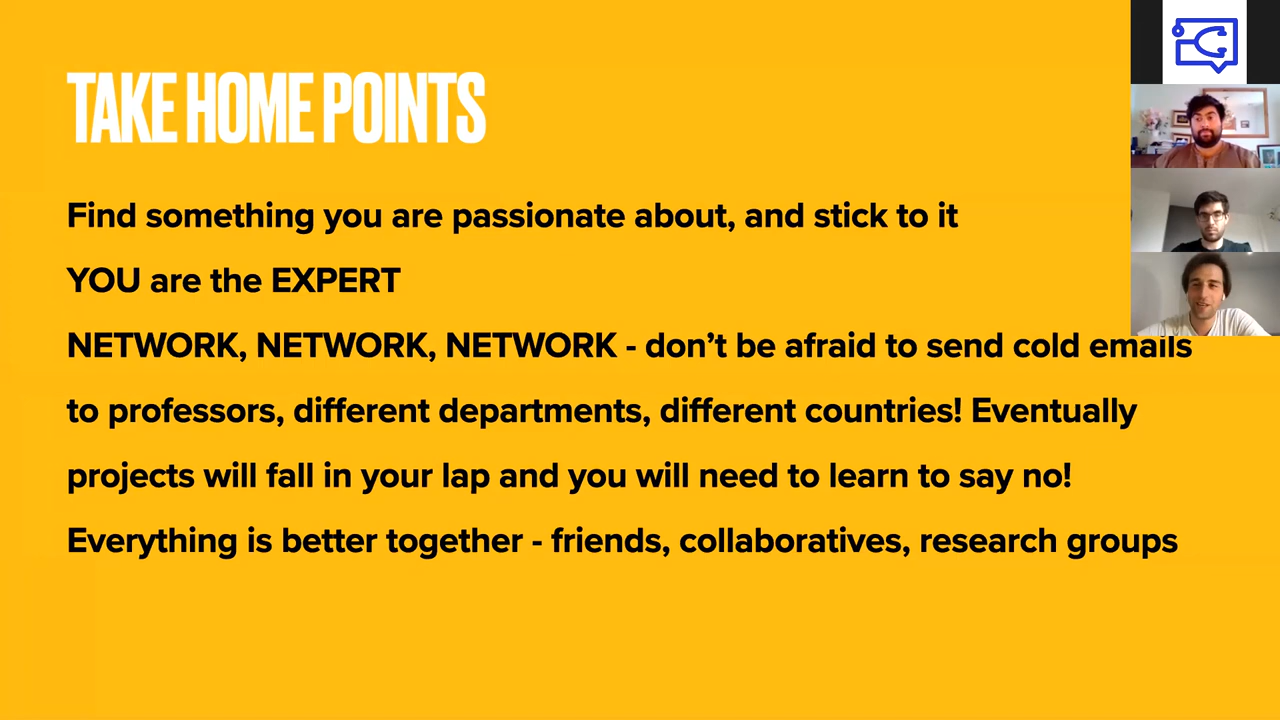 TAKE HOME POINTS
Find something you are passionate about, and stick to it
YOU are the EXPERT
NETWORK, NETWORK, NETWORK - don’t be afraid to send cold emails
to professors, different departments, different countries! Eventually
projects will fall in your lap and you will need to learn to say no!
Everything is better together - friends, collaboratives, research groups